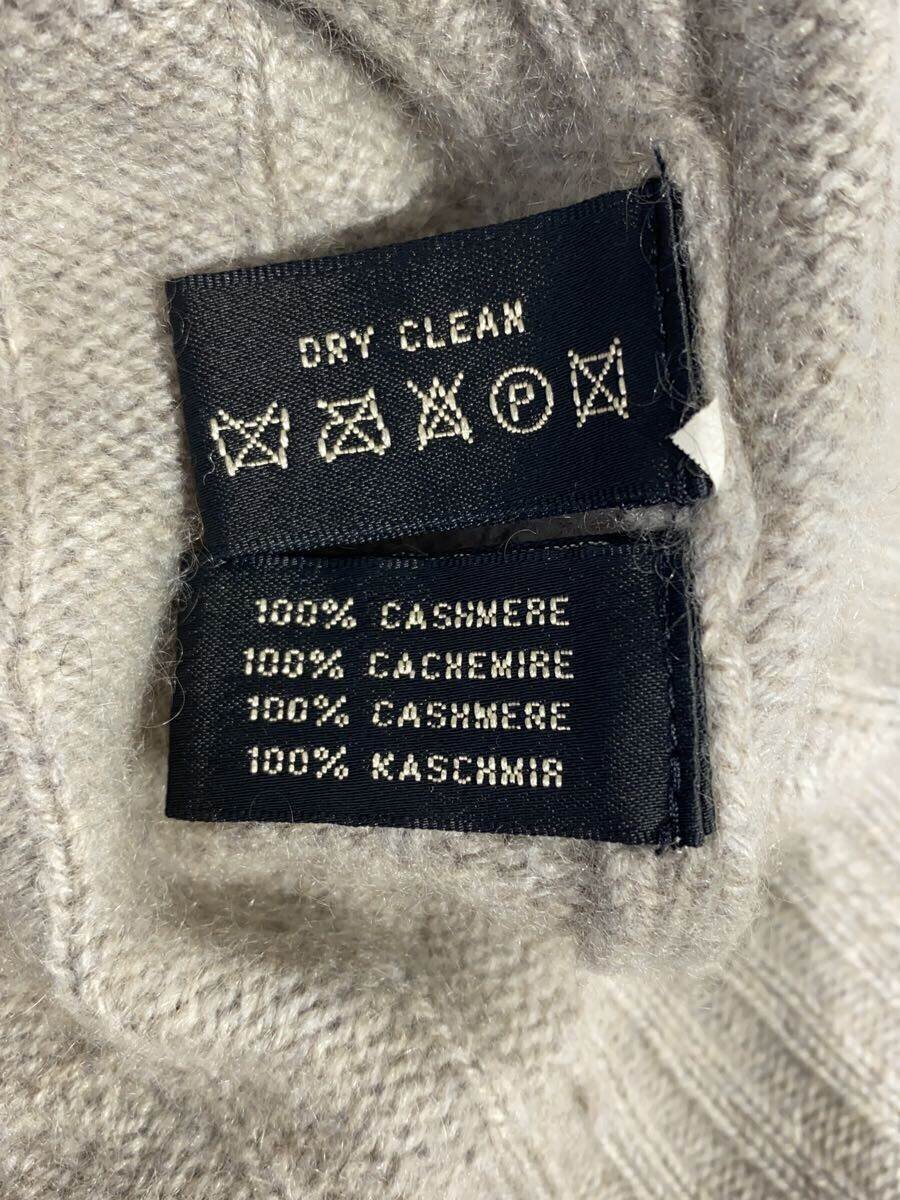 DRY CLEAN
P
100% CASHMERE
100% CACHEMIRE
100% CASHMERE
100% KASCHMIR